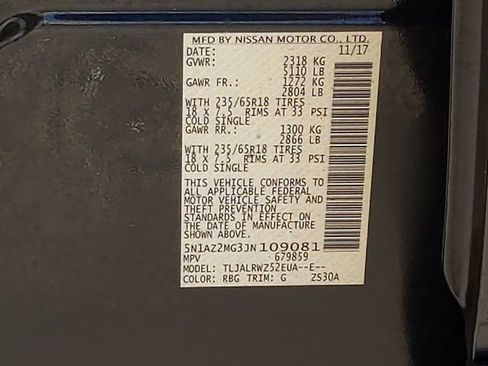 MFD BY NISSAN MOTOR CO., LTD.
DATE: 11/17
GVWR: 2318 KG
5110 LB
GAWR FR.: 1272 KG
2804 LB
WITH 235/65R18 TIRES
18 X 7.5 RIMS AT 33 PSI
COLD SINGLE
GAWR RR.: 1300 KG
2866 LB
WITH 235/65R18 TIRES
18 X 7.5 RIMS AT 33 PSI
COLD SINGLE
THIS VEHICLE CONFORMS TO
ALL APPLICABLE FEDERAL
MOTOR VEHICLE SAFETY AND
THEFT PREVENTION
STANDARDS IN EFFECT ON
THE DATE OF MANUFACTURE
SHOWN ABOVE.
5N1AZ2MG3JN109081
MPV 679859
MODEL: TLJALRWZ52EUA--E--
COLOR: RBG TRIM: G ZS30A